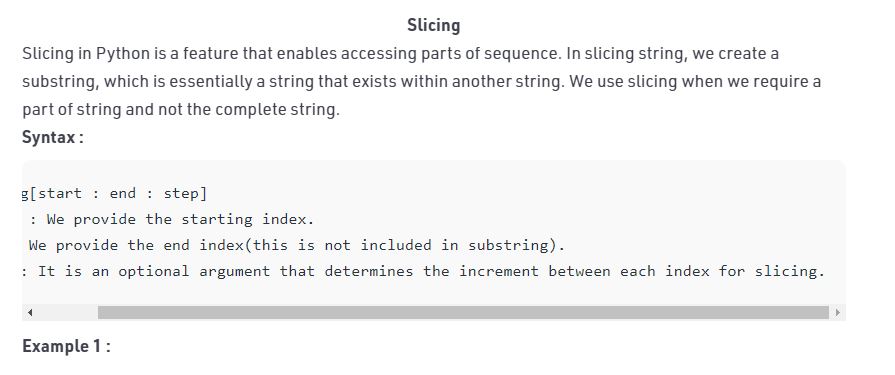 Slicing
Slicing in Python is a feature that enables accessing parts of sequence. In slicing string, we create a
substring, which is essentially a string that exists within another string. We use slicing when we require a
part of string and not the complete string.
Syntax :
g[start : end : step]
: We provide the starting index.
We provide the end index(this is not included in substring).
: It is an optional argument that determines the increment between each index for slicing.
Example 1 :